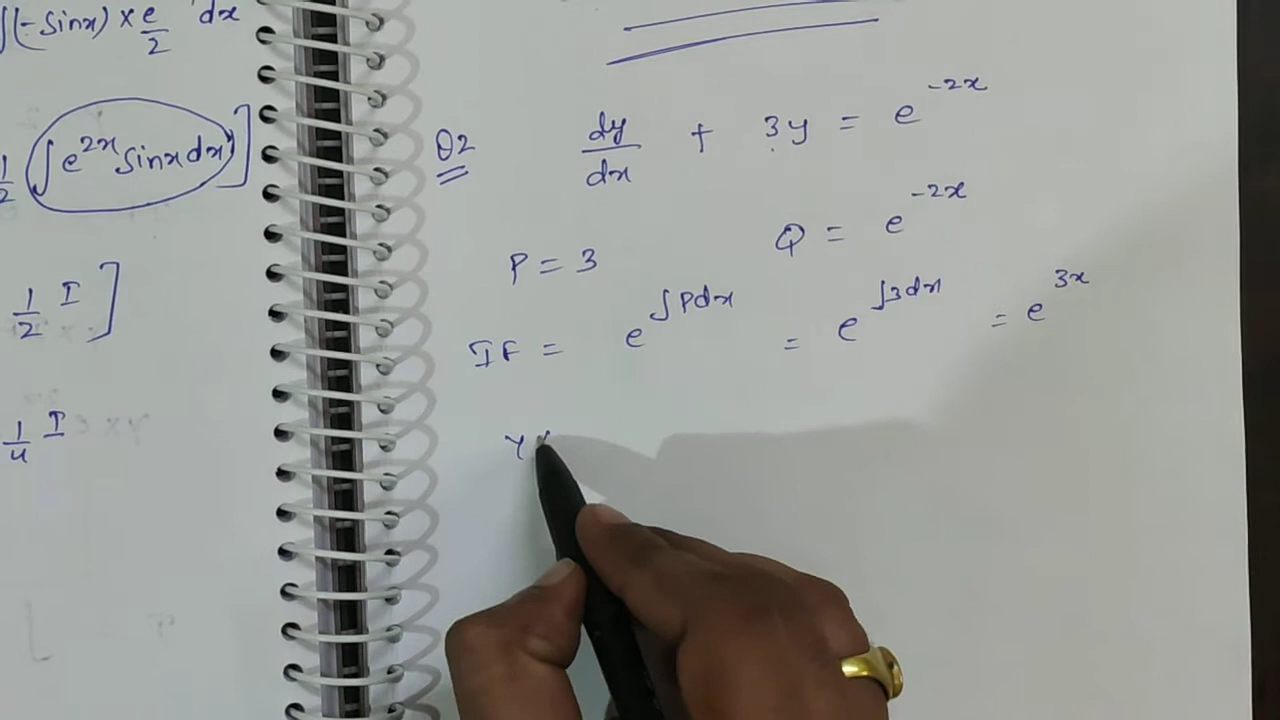 ∫(-sinx) × e/2 dx
1/2 ∫e^2x sinx dx ]
1/2 I ]
1/4 I
Q2 dy/dx + 3y = e^-2x
P = 3 Q = e^-2x
IF = e^∫Pdx = e^∫3dx = e^3x
y×